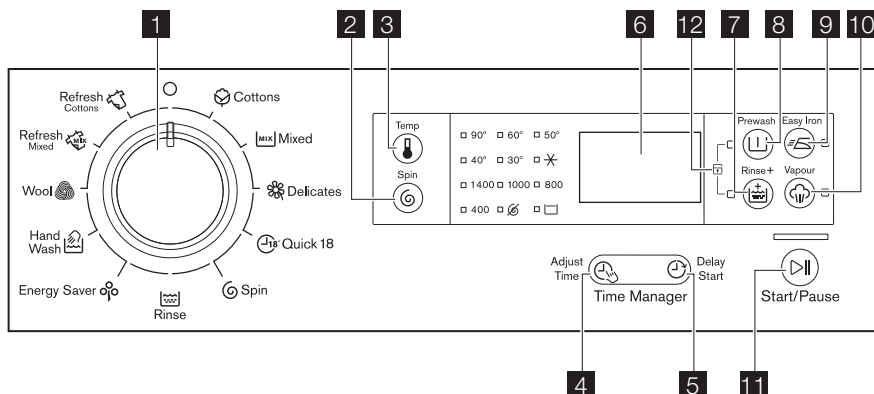 1
2
3
6
12
7
8
9
10
Refresh
Cottons
Cottons
Refresh
Mixed
MIX
MIX Mixed
Wool
Delicates
Hand
Wash
18' Quick 18
Energy Saver
Spin
Rinse
Temp
Spin
90° 60° 50°
40° 30°
1400 1000 800
400
Prewash Easy Iron
Rinse+ Vapour
Adjust
Time
Delay
Start
Time Manager
Start/Pause
4
5
11